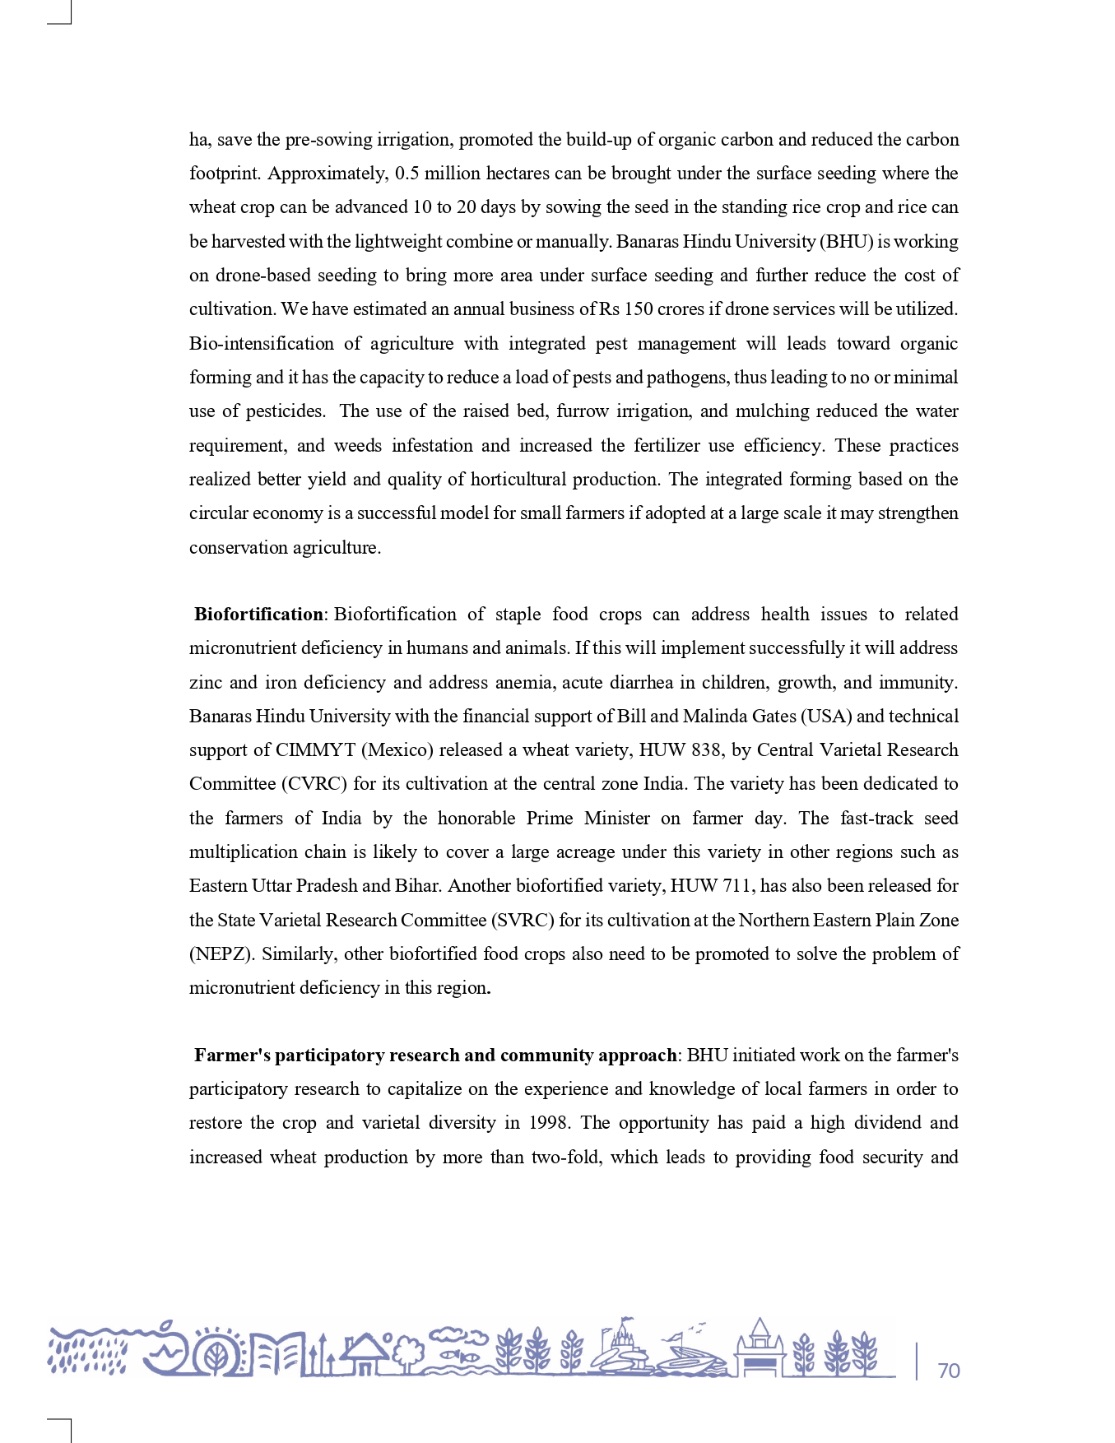 ha, save the pre-sowing irrigation, promoted the build-up of organic carbon and reduced the carbon
footprint. Approximately, 0.5 million hectares can be brought under the surface seeding where the
wheat crop can be advanced 10 to 20 days by sowing the seed in the standing rice crop and rice can
be harvested with the lightweight combine or manually. Banaras Hindu University (BHU) is working
on drone-based seeding to bring more area under surface seeding and further reduce the cost of
cultivation. We have estimated an annual business of Rs 150 crores if drone services will be utilized.
Bio-intensification of agriculture with integrated pest management will leads toward organic
forming and it has the capacity to reduce a load of pests and pathogens, thus leading to no or minimal
use of pesticides. The use of the raised bed, furrow irrigation, and mulching reduced the water
requirement, and weeds infestation and increased the fertilizer use efficiency. These practices
realized better yield and quality of horticultural production. The integrated forming based on the
circular economy is a successful model for small farmers if adopted at a large scale it may strengthen
conservation agriculture.
Biofortification: Biofortification of staple food crops can address health issues to related
micronutrient deficiency in humans and animals. If this will implement successfully it will address
zinc and iron deficiency and address anemia, acute diarrhea in children, growth, and immunity.
Banaras Hindu University with the financial support of Bill and Malinda Gates (USA) and technical
support of CIMMYT (Mexico) released a wheat variety, HUW 838, by Central Varietal Research
Committee (CVRC) for its cultivation at the central zone India. The variety has been dedicated to
the farmers of India by the honorable Prime Minister on farmer day. The fast-track seed
multiplication chain is likely to cover a large acreage under this variety in other regions such as
Eastern Uttar Pradesh and Bihar. Another biofortified variety, HUW 711, has also been released for
the State Varietal Research Committee (SVRC) for its cultivation at the Northern Eastern Plain Zone
(NEPZ). Similarly, other biofortified food crops also need to be promoted to solve the problem of
micronutrient deficiency in this region.
Farmer's participatory research and community approach: BHU initiated work on the farmer's
participatory research to capitalize on the experience and knowledge of local farmers in order to
restore the crop and varietal diversity in 1998. The opportunity has paid a high dividend and
increased wheat production by more than two-fold, which leads to providing food security and
70